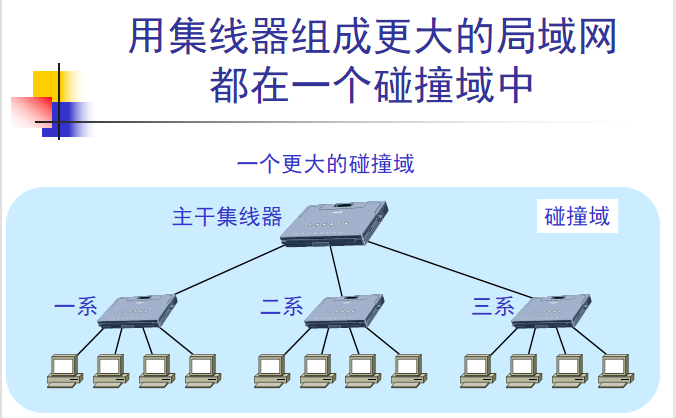 用集线器组成更大的局域网
都在一个碰撞域中
一个更大的碰撞域
主干集线器
碰撞域
一系
二系
三系